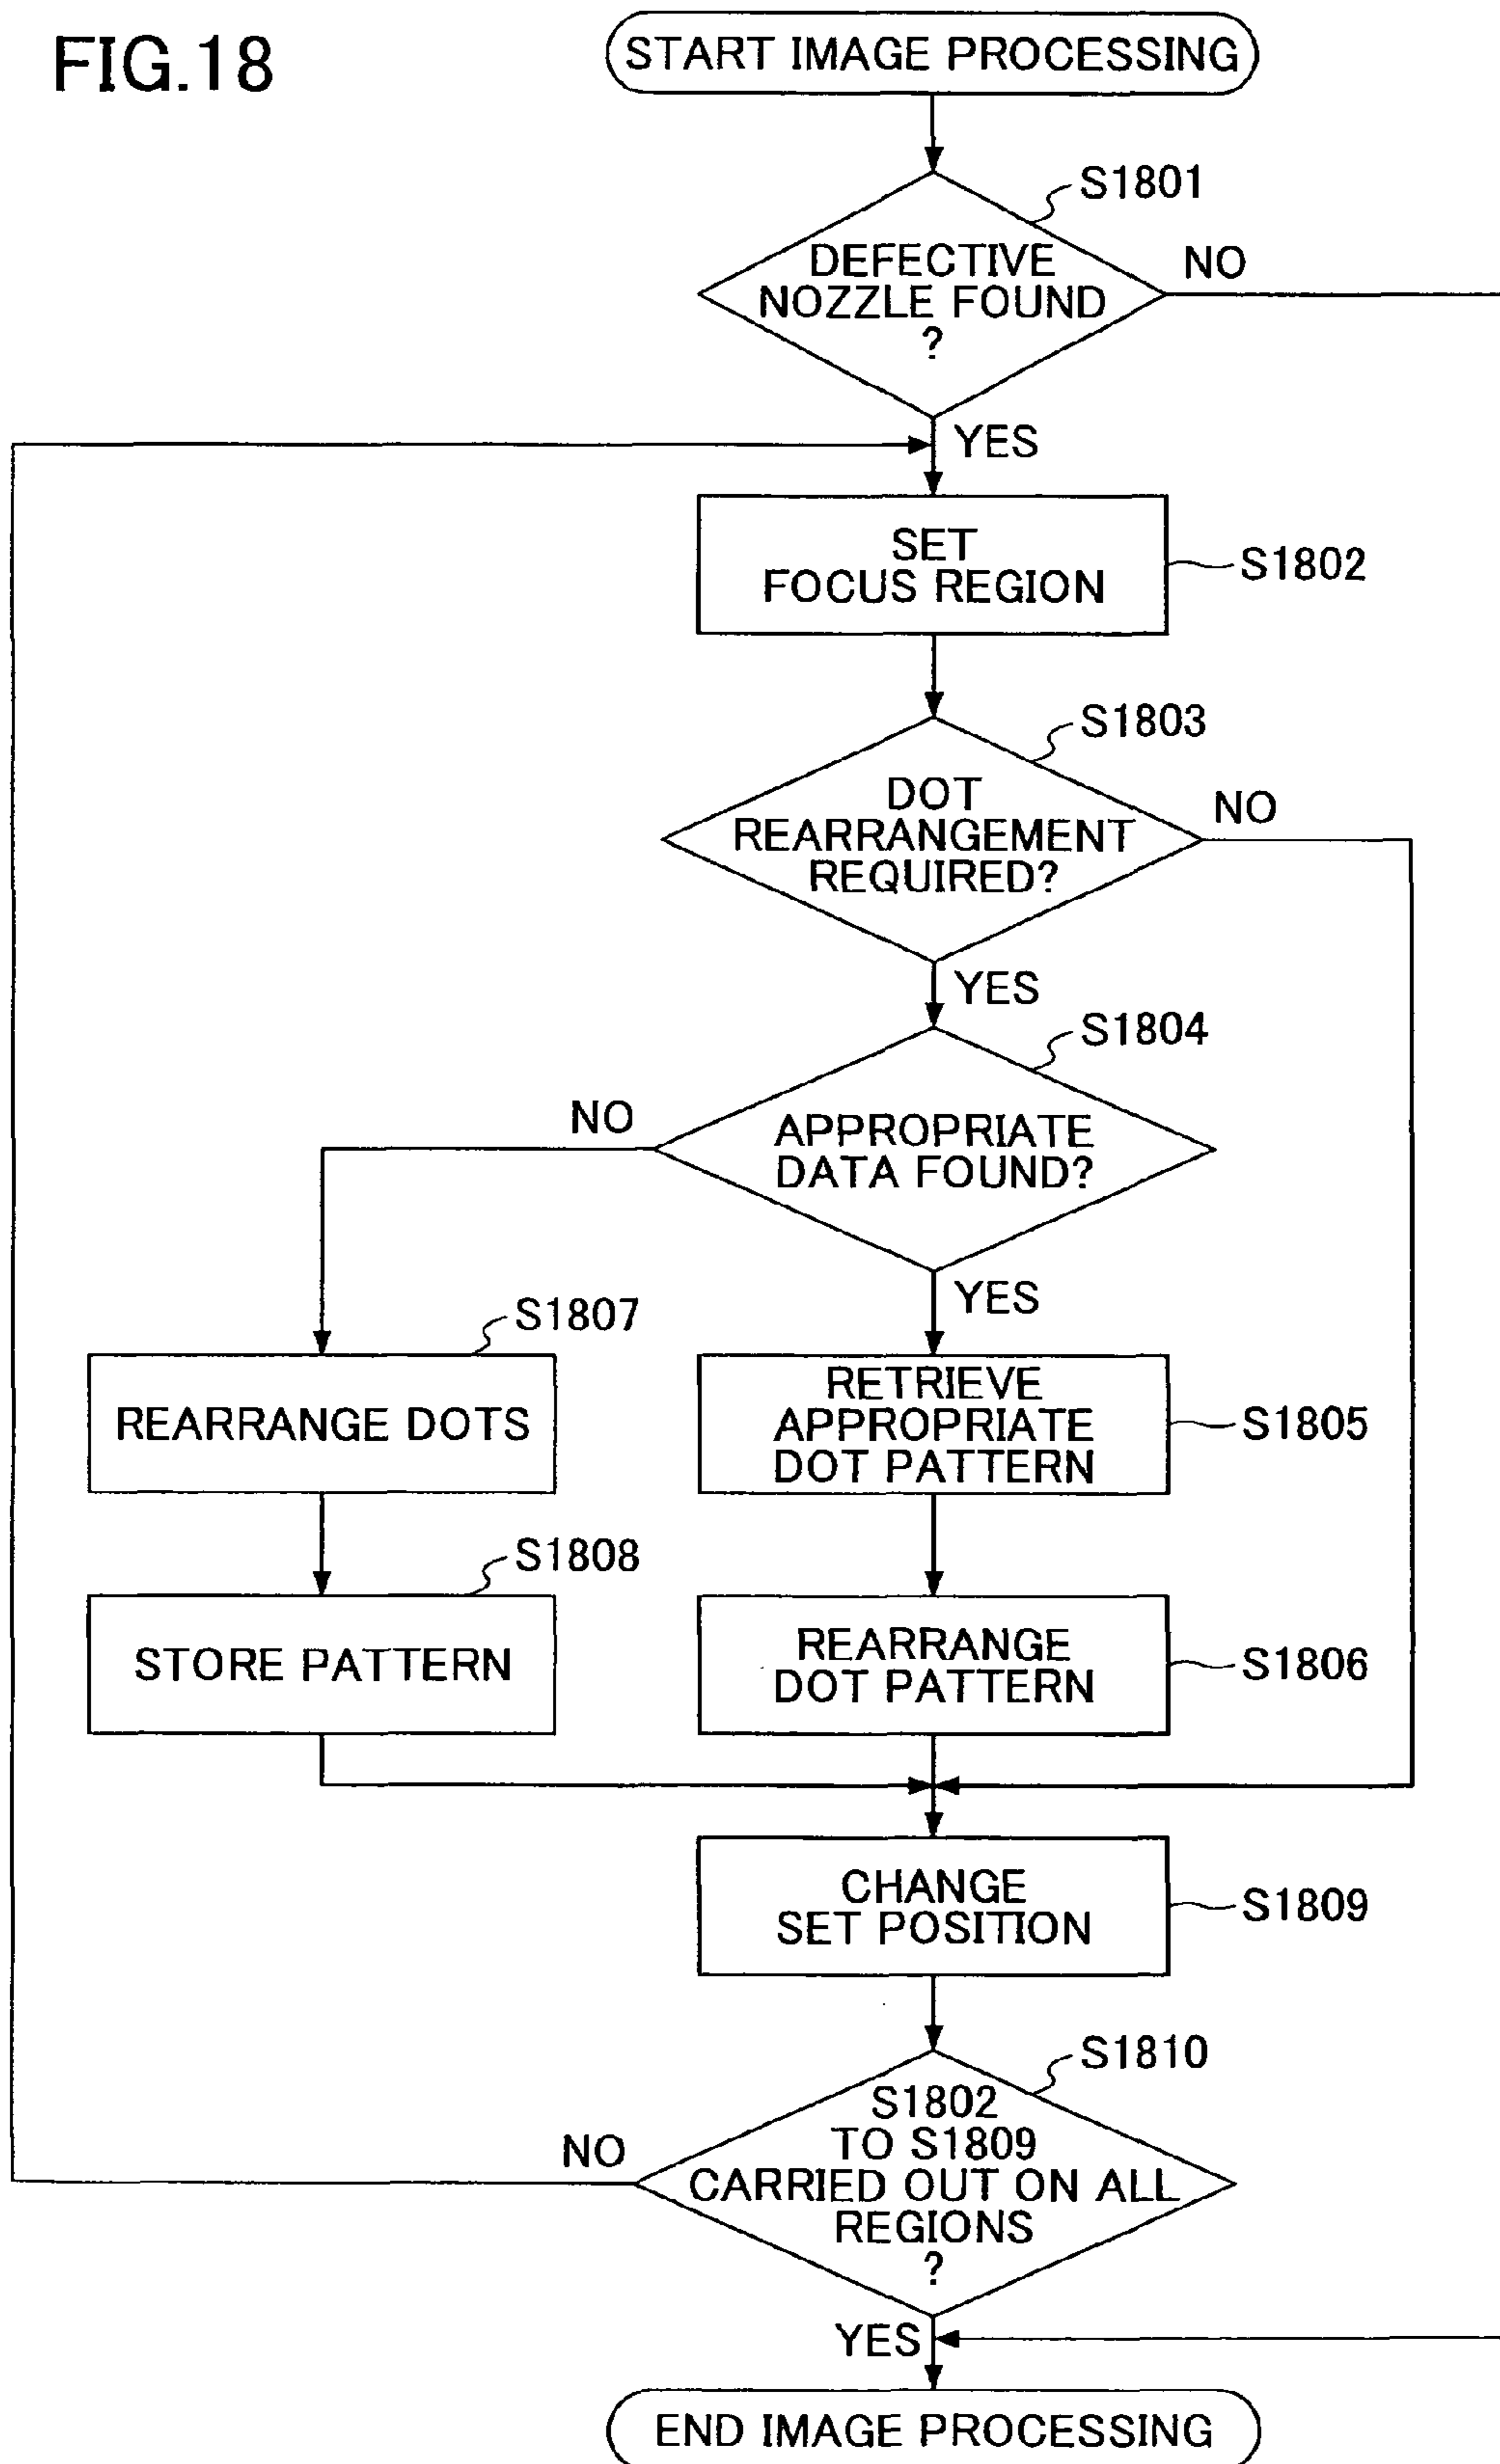 FIG.18
START IMAGE PROCESSING
S1801
DEFECTIVE
NOZZLE FOUND
?
NO
YES
SET
FOCUS REGION
S1802
S1803
DOT
REARRANGEMENT
REQUIRED?
NO
YES
S1804
APPROPRIATE
DATA FOUND?
NO
YES
S1807
REARRANGE DOTS
RETRIEVE
APPROPRIATE
DOT PATTERN
S1805
S1808
STORE PATTERN
REARRANGE
DOT PATTERN
S1806
CHANGE
SET POSITION
S1809
S1810
S1802
TO S1809
CARRIED OUT ON ALL
REGIONS
?
NO
YES
END IMAGE PROCESSING